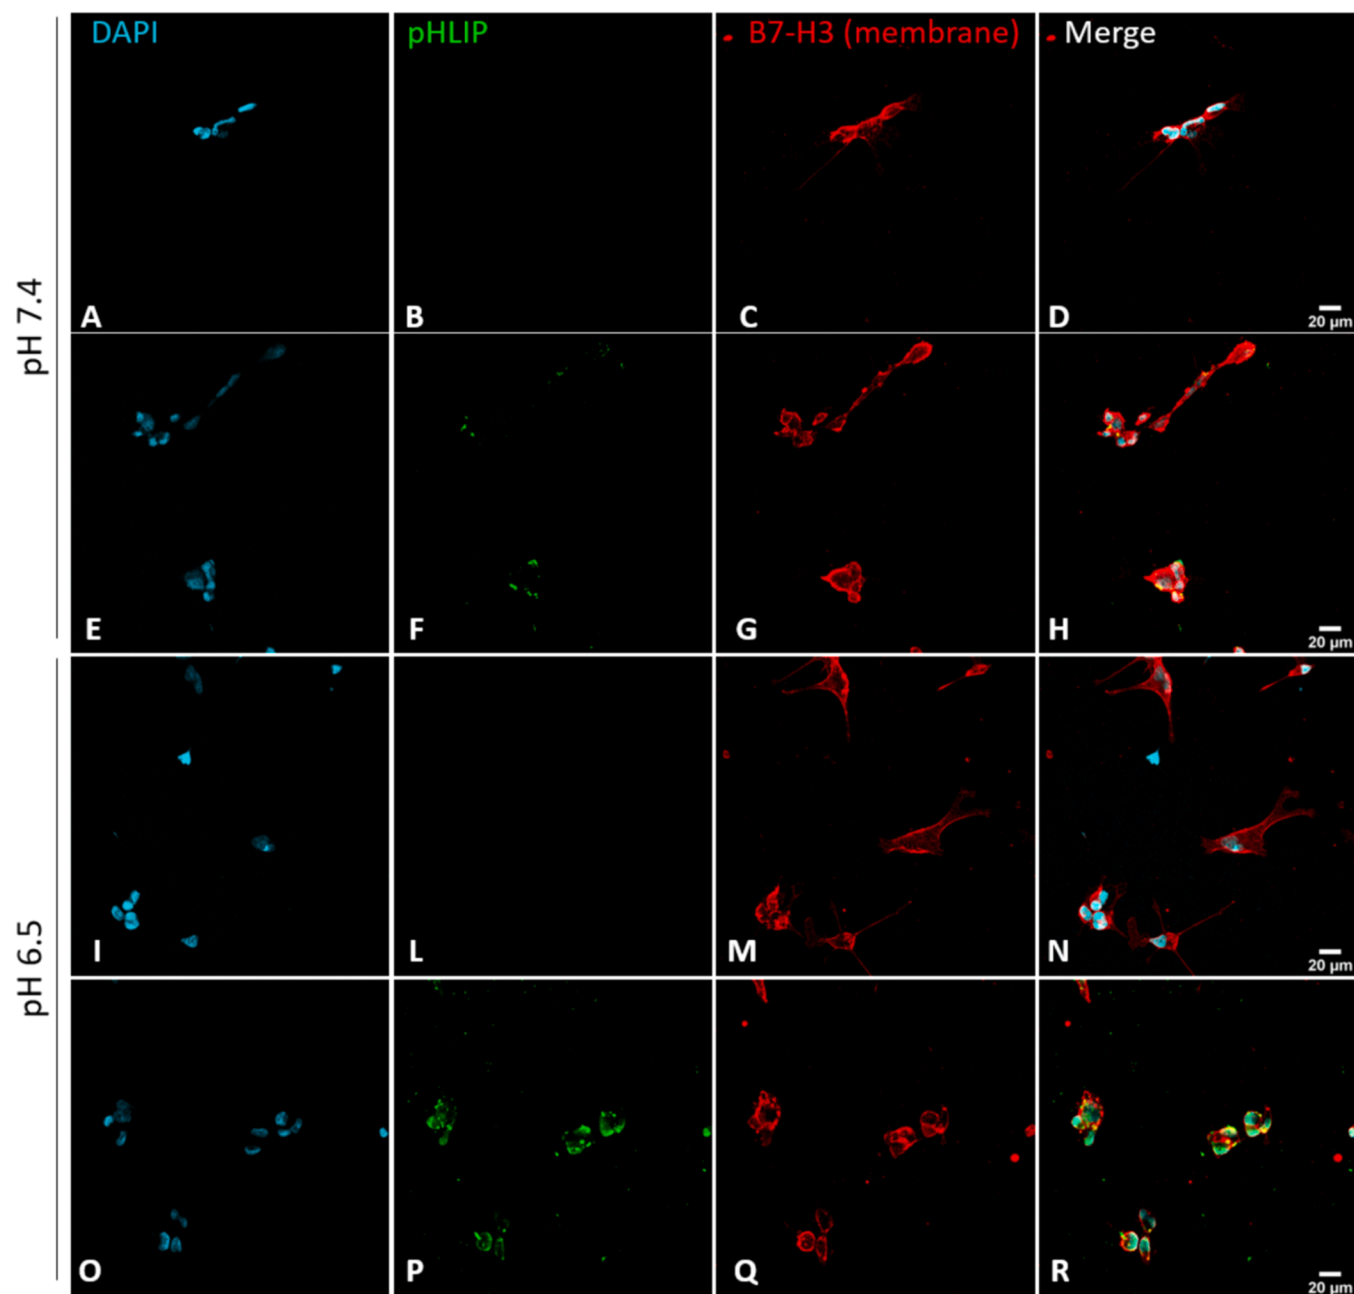 DAPI pHLIP B7-H3 (membrane) Merge
pH 7.4
A B C D 20 µm
E F G H 20 µm
pH 6.5
I L M N 20 µm
O P Q R 20 µm